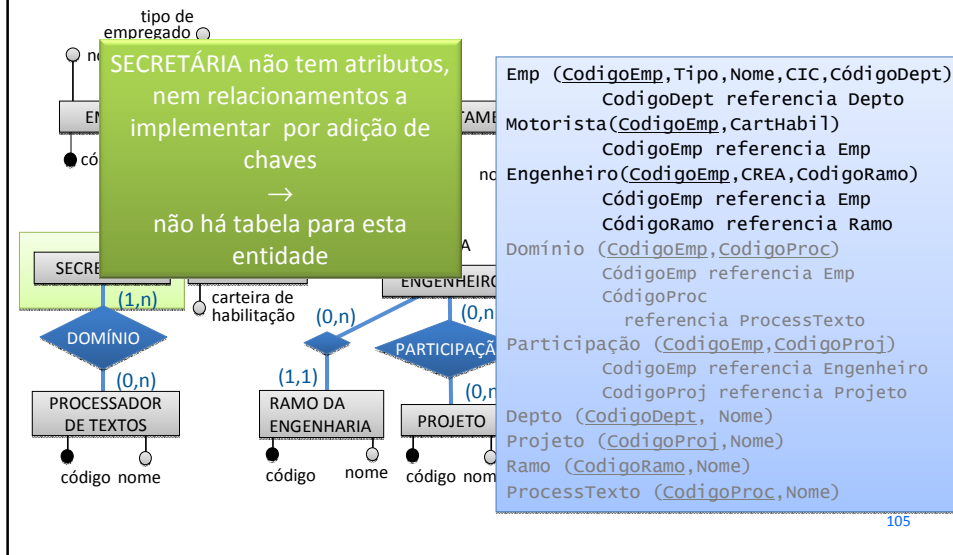 tipo de
empregado
SECRETÁRIA não tem atributos,
nem relacionamentos a
implementar por adição de
chaves
→
não há tabela para esta
entidade
carteira de
habilitação
ENGENHEIRO
(1,n)
(0,n)
(0,n
DOMÍNIO
PARTICIPAÇÃ
(0,n)
(1,1)
(0,n
PROCESSADOR
DE TEXTOS
RAMO DA
ENGENHARIA
PROJETO
código nome
código nome
código nom
Emp (CodigoEmp,Tipo,Nome,CIC,CódigoDept)
CodigoDept referencia Depto
Motorista(CodigoEmp,CartHabil)
CodigoEmp referencia Emp
Engenheiro(CodigoEmp,CREA,CodigoRamo)
CódigoEmp referencia Emp
CódigoRamo referencia Ramo
Domínio (CodigoEmp,CodigoProc)
CódigoEmp referencia Emp
CódigoProc
referencia ProcessTexto
Participação (CodigoEmp,CodigoProj)
CodigoEmp referencia Engenheiro
CodigoProj referencia Projeto
Depto (CodigoDept, Nome)
Projeto (CodigoProj,Nome)
Ramo (CodigoRamo,Nome)
ProcessTexto (CodigoProc,Nome)
105